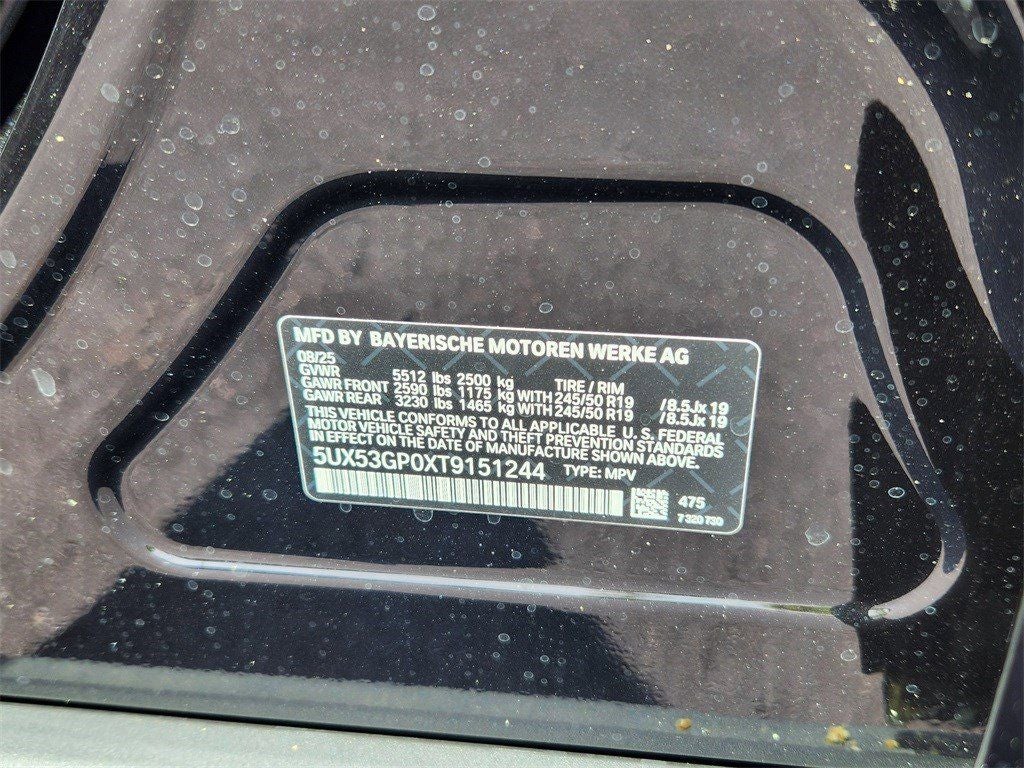 MFD BY BAYERISCHE MOTOREN WERKE AG
08/25
GVWR 5512 lbs 2500 kg TIRE / RIM
GAWR FRONT 2590 lbs 1175 kg WITH 245/50 R19 /8.5Jx19
GAWR REAR 3230 lbs 1465 kg WITH 245/50 R19 /8.5Jx19
THIS VEHICLE CONFORMS TO ALL APPLICABLE U. S. FEDERAL
MOTOR VEHICLE SAFETY AND THEFT PREVENTION STANDARDS
IN EFFECT ON THE DATE OF MANUFACTURE SHOWN ABOVE.
5UX53GP0XT9151244 TYPE: MPV
475
7 320 730